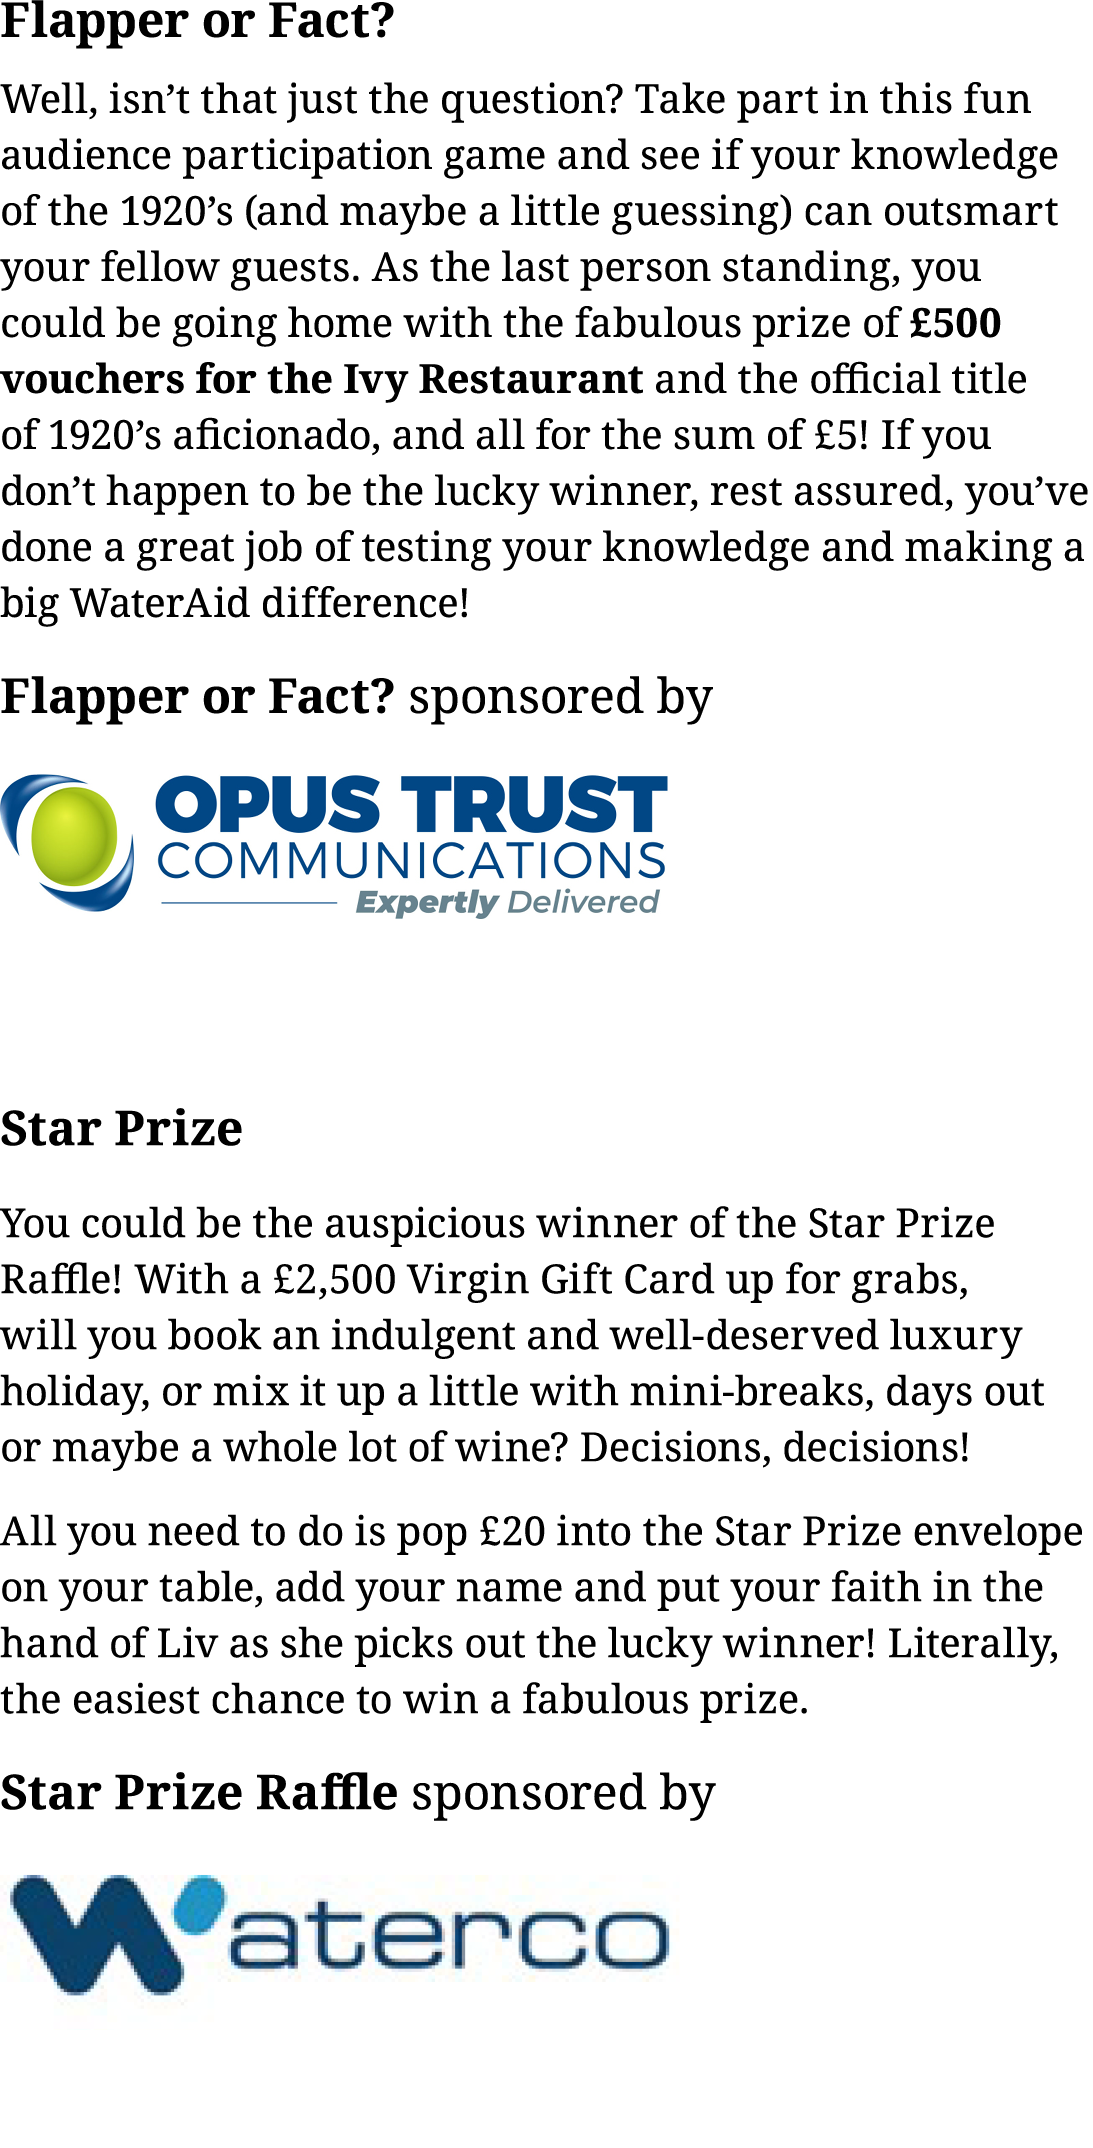 Flapper or Fact?
Well, isn’t that just the question? Take part in this fun
audience participation game and see if your knowledge
of the 1920’s (and maybe a little guessing) can outsmart
your fellow guests. As the last person standing, you
could be going home with the fabulous prize of £500
vouchers for the Ivy Restaurant and the official title
of 1920’s aficionado, and all for the sum of £5! If you
don’t happen to be the lucky winner, rest assured, you’ve
done a great job of testing your knowledge and making a
big WaterAid difference!
Flapper or Fact? sponsored by
OPUS TRUST
COMMUNICATIONS
Expertly Delivered
Star Prize
You could be the auspicious winner of the Star Prize
Raffle! With a £2,500 Virgin Gift Card up for grabs,
will you book an indulgent and well-deserved luxury
holiday, or mix it up a little with mini-breaks, days out
or maybe a whole lot of wine? Decisions, decisions!
All you need to do is pop £20 into the Star Prize envelope
on your table, add your name and put your faith in the
hand of Liv as she picks out the lucky winner! Literally,
the easiest chance to win a fabulous prize.
Star Prize Raffle sponsored by
Waterco